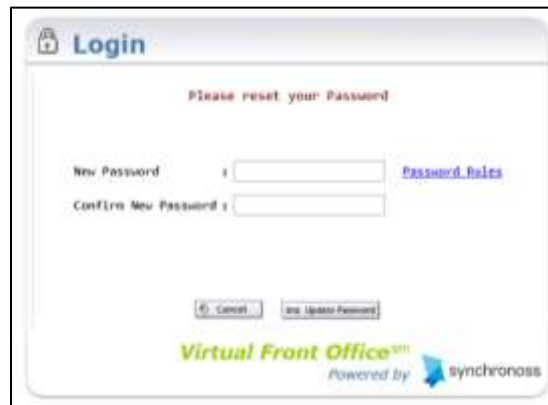 Login
Please reset your Password
New Password : Password Rules
Confirm New Password :
Cancel Update Password
Virtual Front Office℠
Powered by synchronoss